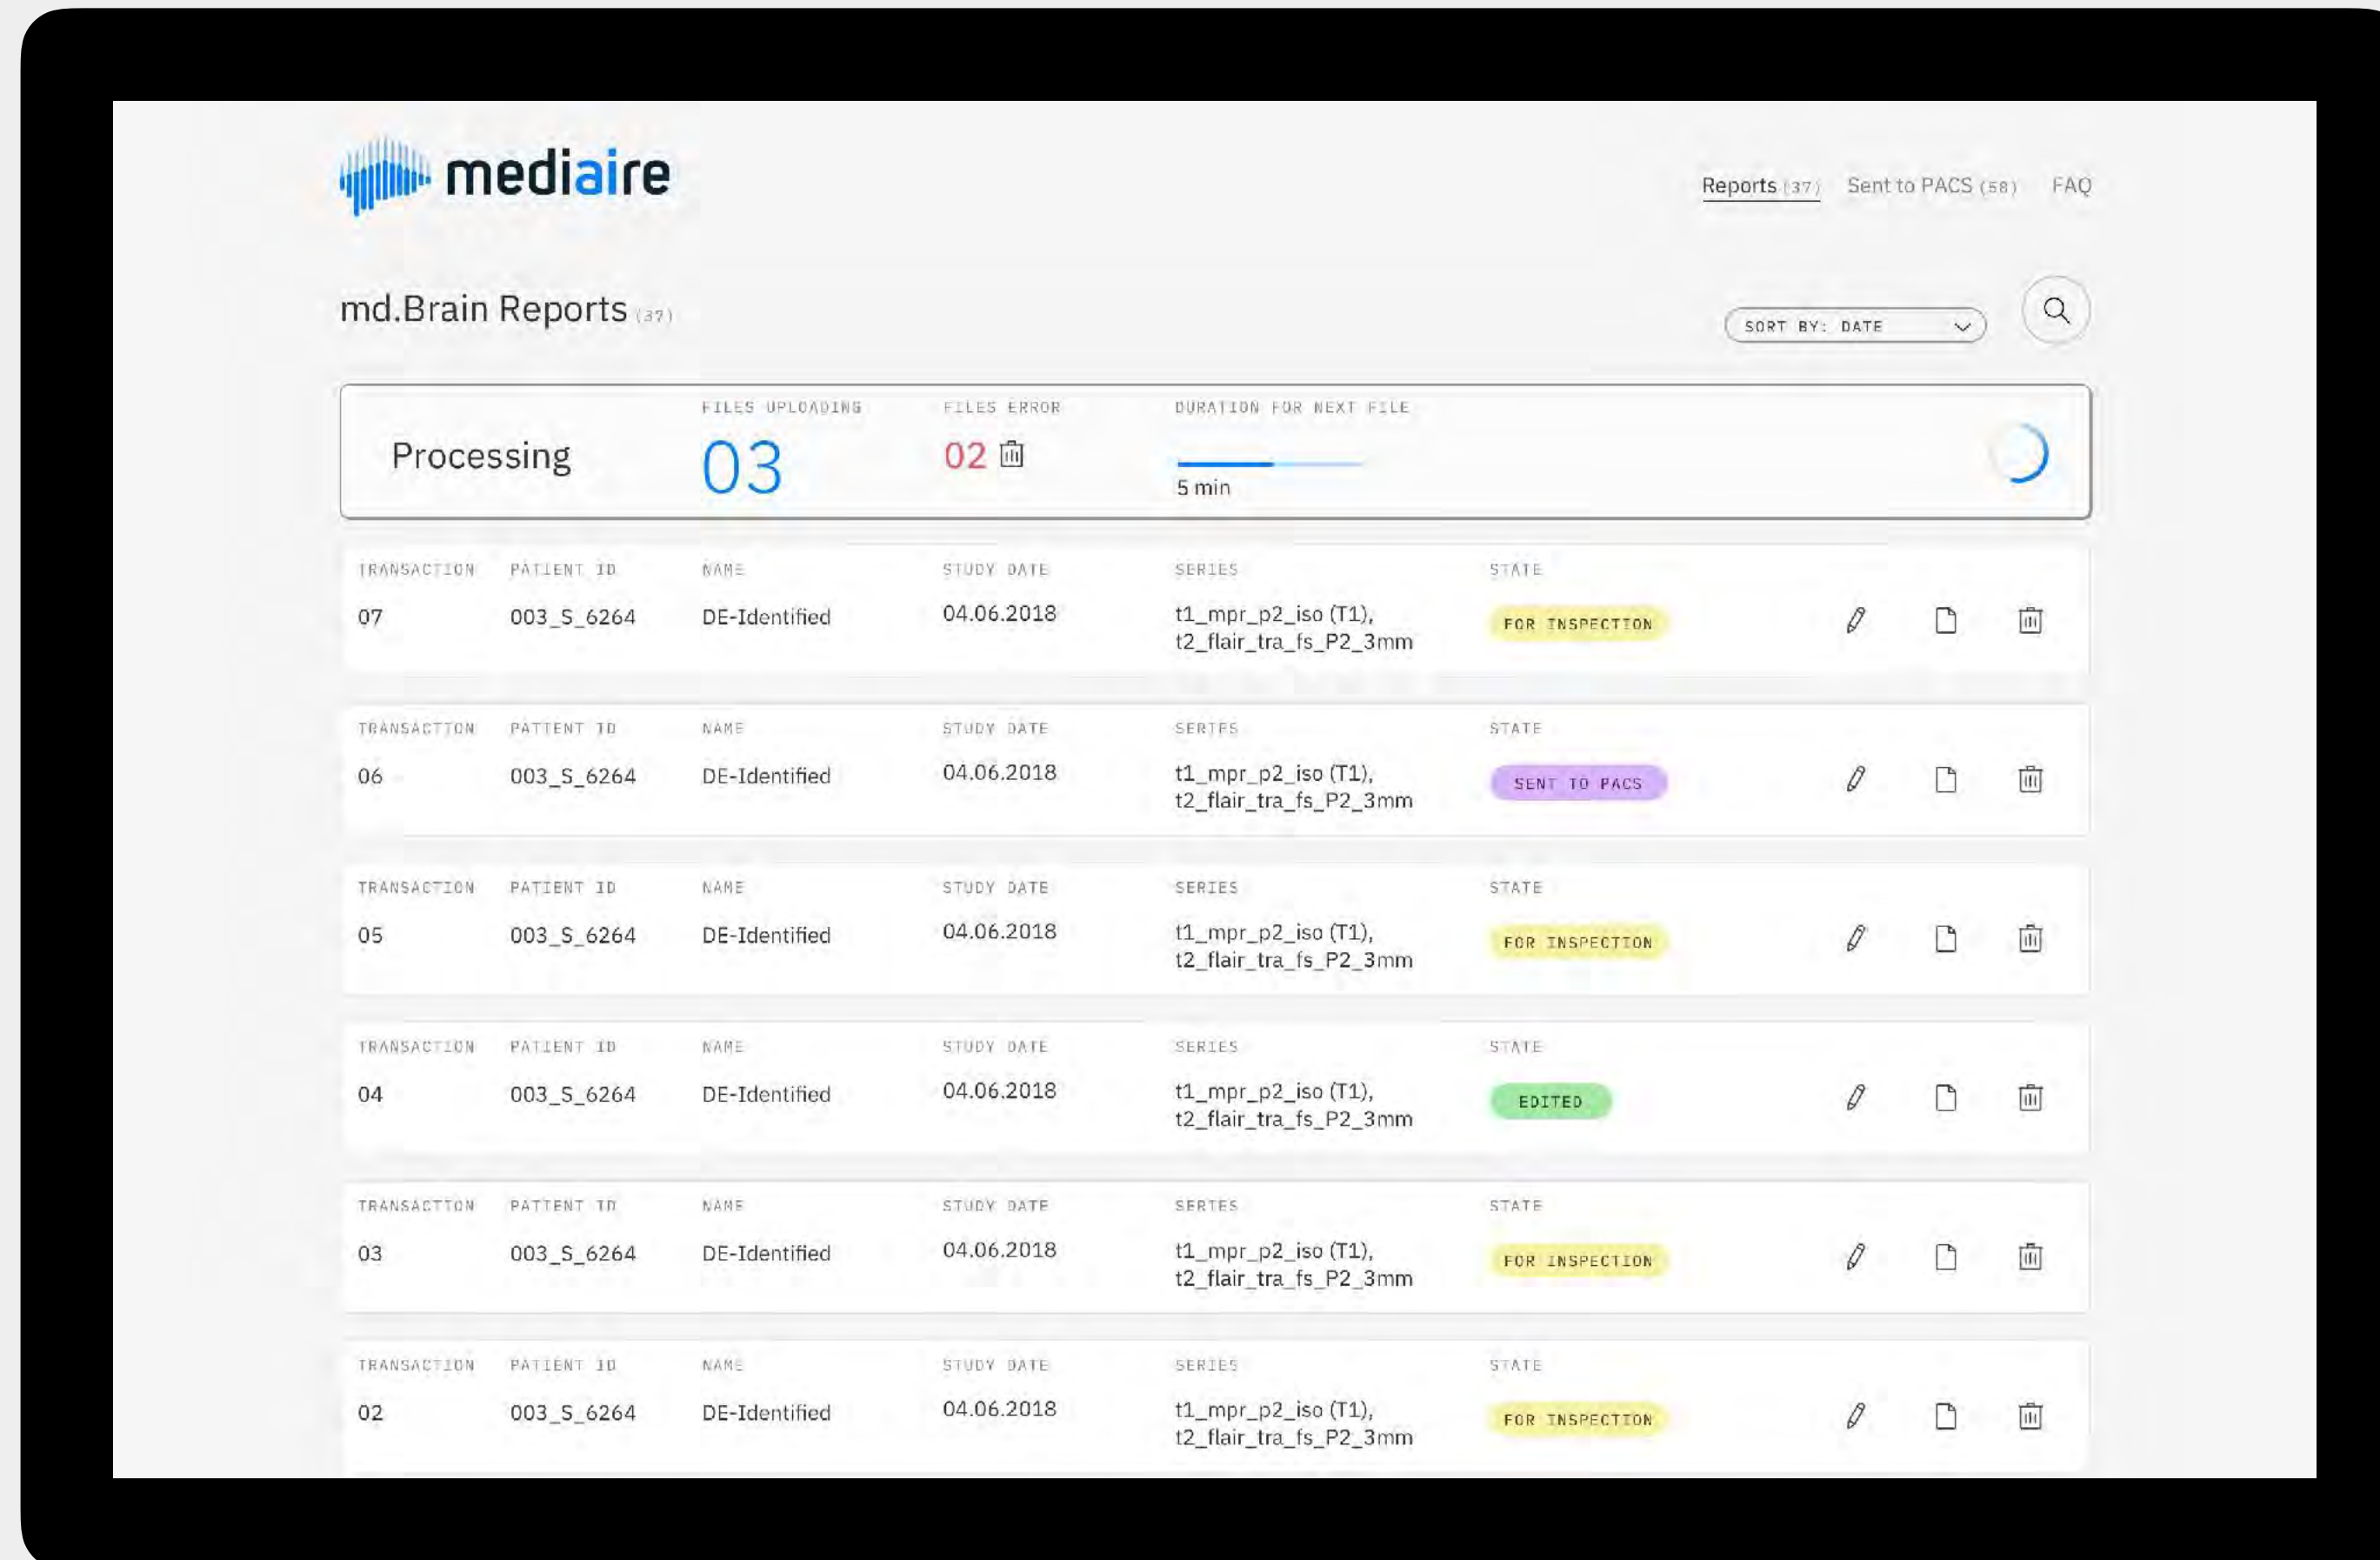 mediaire
Reports (37) Sent to PACS (58) FAQ
md.Brain Reports (37)
SORT BY: DATE
FILES UPLOADING FILES ERROR DURATION FOR NEXT FILE
Processing 03 02
5 min
TRANSACTION PATIENT ID NAME STUDY DATE SERIES STATE
07 003_S_6264 DE-Identified 04.06.2018 t1_mpr_p2_iso (T1), FOR INSPECTION
t2_flair_tra_fs_P2_3mm
TRANSACTION PATIENT ID NAME STUDY DATE SERIES STATE
06 003_S_6264 DE-Identified 04.06.2018 t1_mpr_p2_iso (T1), SENT TO PACS
t2_flair_tra_fs_P2_3mm
TRANSACTION PATIENT ID NAME STUDY DATE SERIES STATE
05 003_S_6264 DE-Identified 04.06.2018 t1_mpr_p2_iso (T1), FOR INSPECTION
t2_flair_tra_fs_P2_3mm
TRANSACTION PATIENT ID NAME STUDY DATE SERIES STATE
04 003_S_6264 DE-Identified 04.06.2018 t1_mpr_p2_iso (T1), EDITED
t2_flair_tra_fs_P2_3mm
TRANSACTION PATIENT ID NAME STUDY DATE SERIES STATE
03 003_S_6264 DE-Identified 04.06.2018 t1_mpr_p2_iso (T1), FOR INSPECTION
t2_flair_tra_fs_P2_3mm
TRANSACTION PATIENT ID NAME STUDY DATE SERIES STATE
02 003_S_6264 DE-Identified 04.06.2018 t1_mpr_p2_iso (T1), FOR INSPECTION
t2_flair_tra_fs_P2_3mm